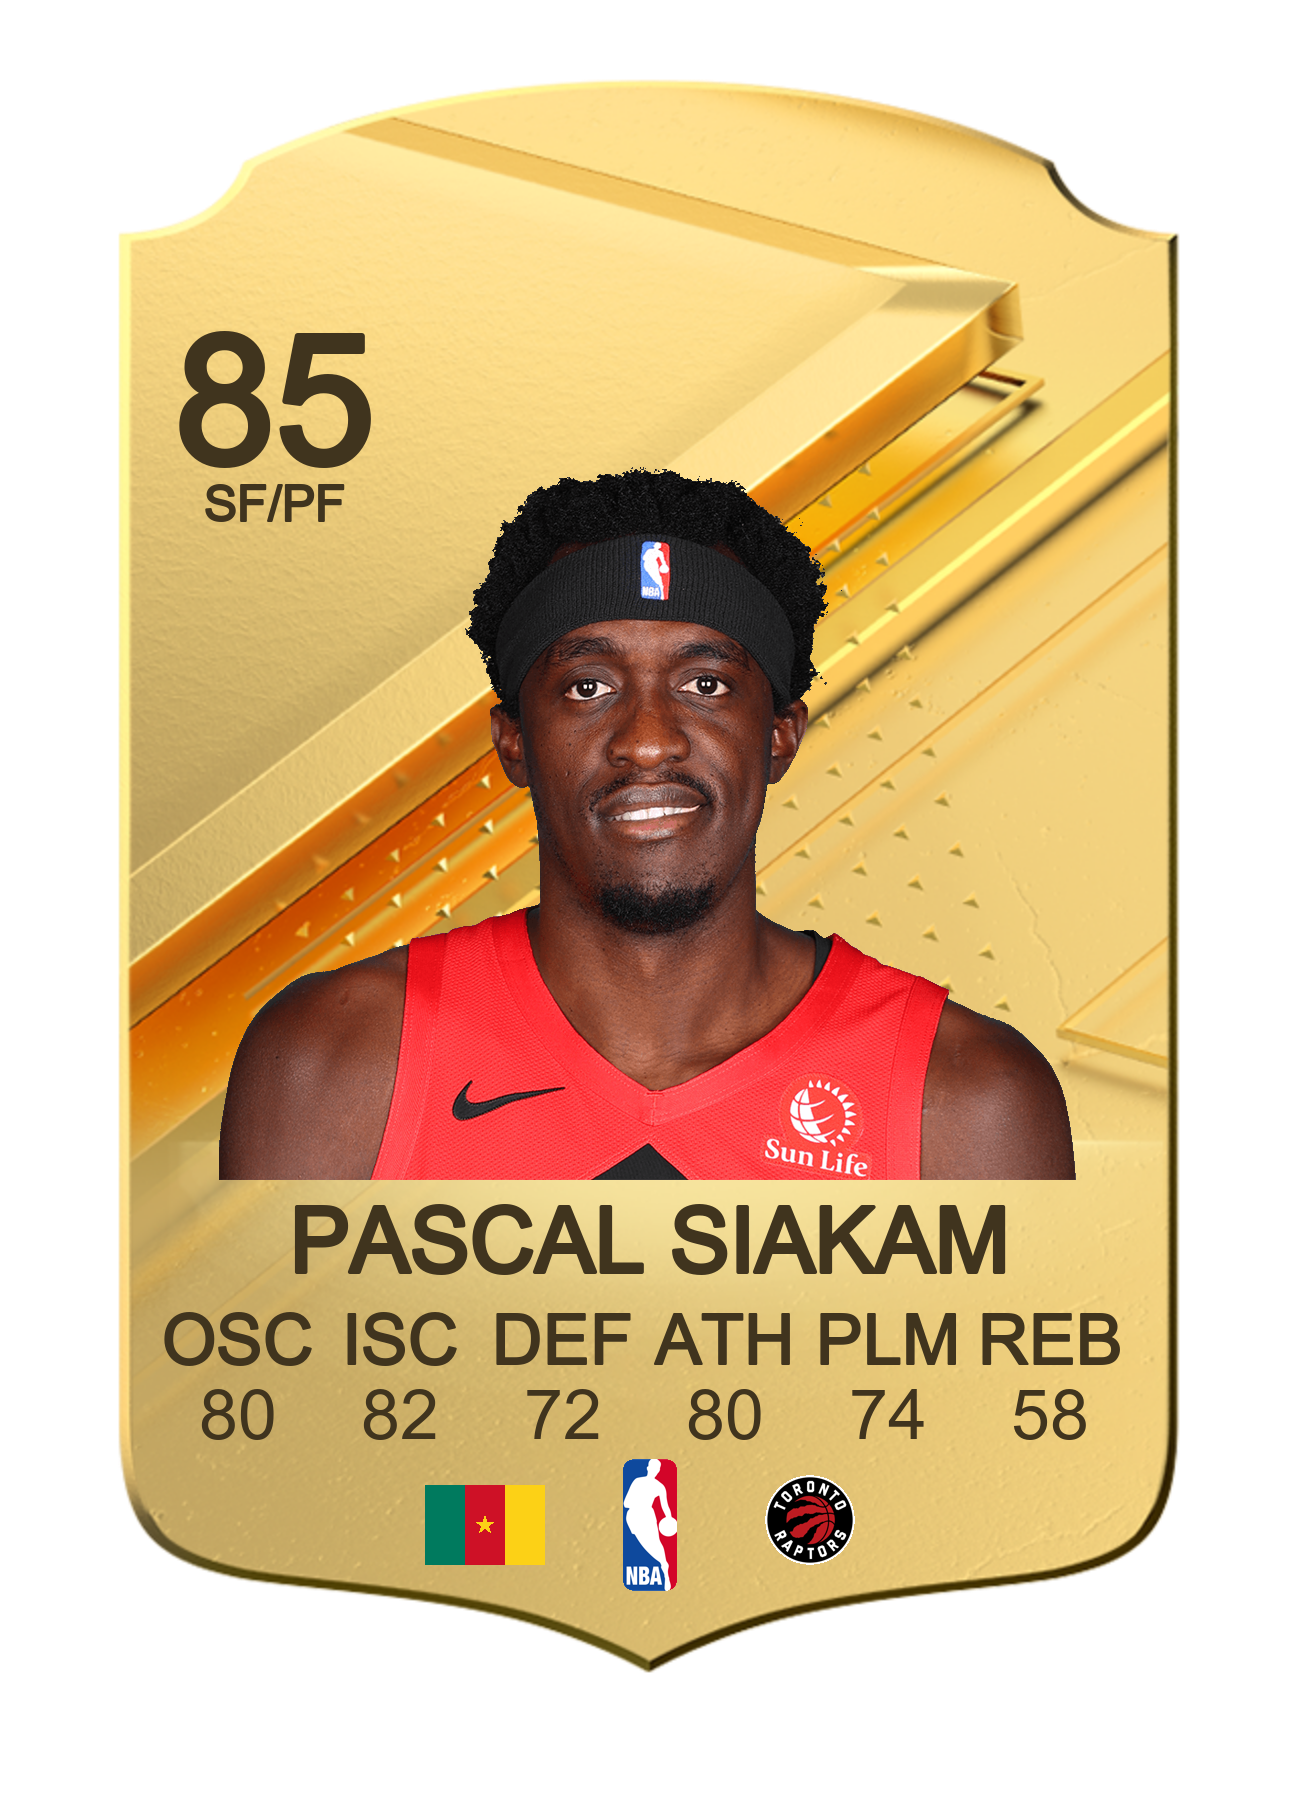 85
SF/PF
NBA
Sun Life
PASCAL SIAKAM
OSC ISC DEF ATH PLM REB
80 82 72 80 74 58
NBA
TORONTO
RAPTORS